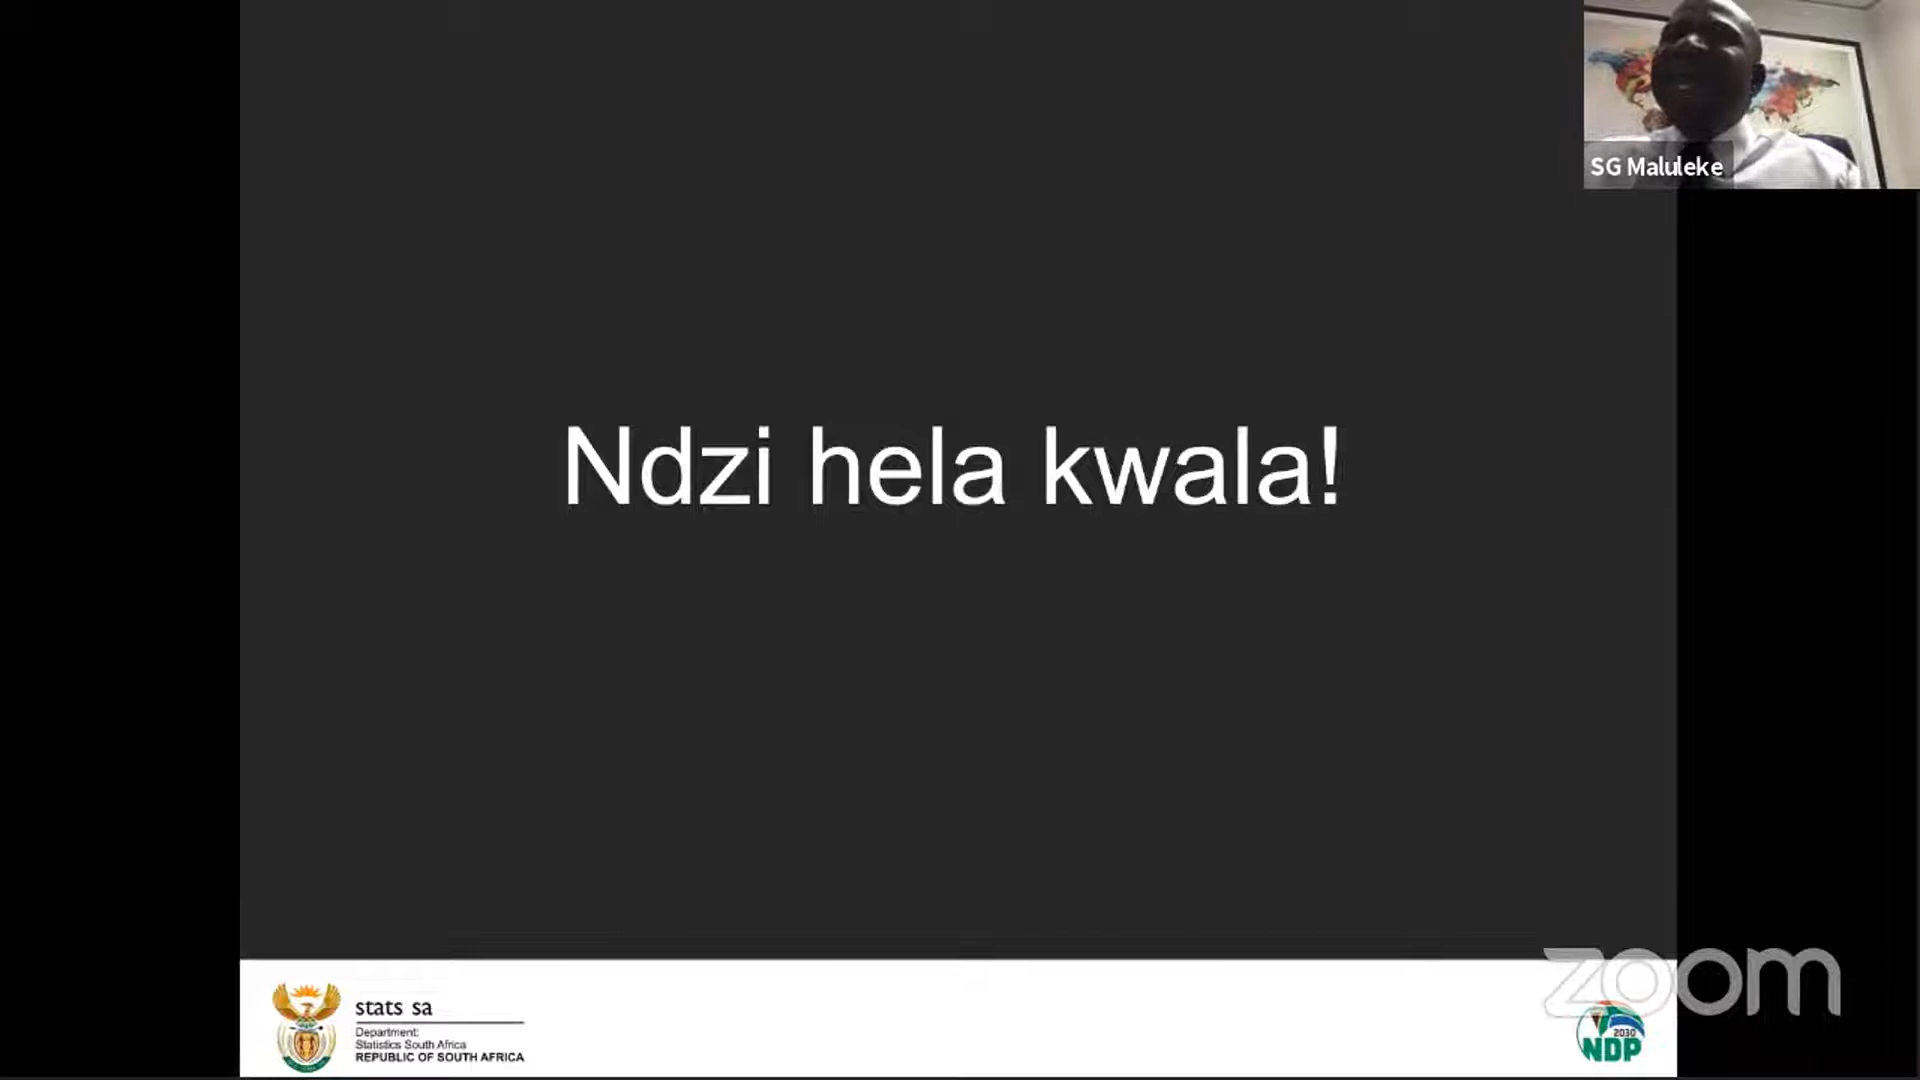 SG Maluleke
Ndzi hela kwala!
stats sa
Department:
Statistics South Africa
REPUBLIC OF SOUTH AFRICA
zoom
2030
NDP